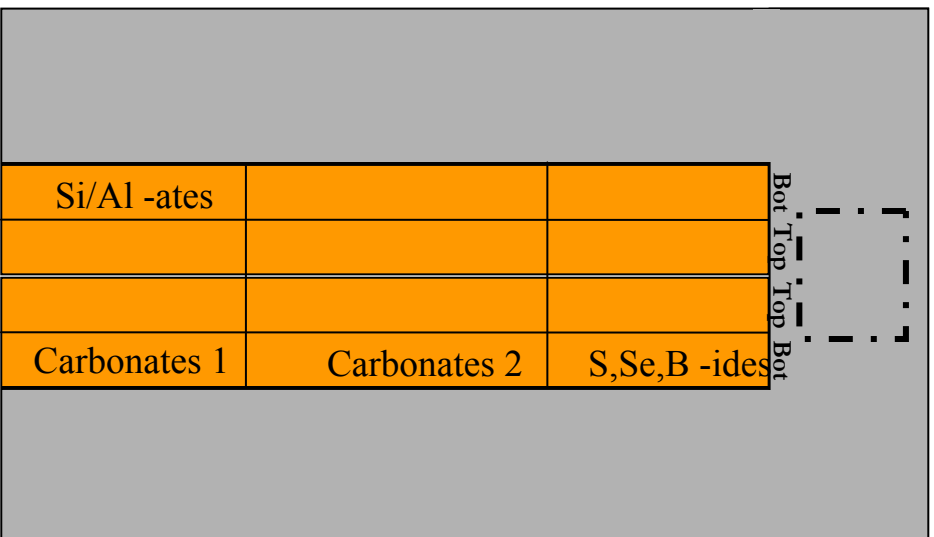 Si/Al -ates
Bot
Top
Top
Bot
Carbonates 1
Carbonates 2
S,Se,B -ides